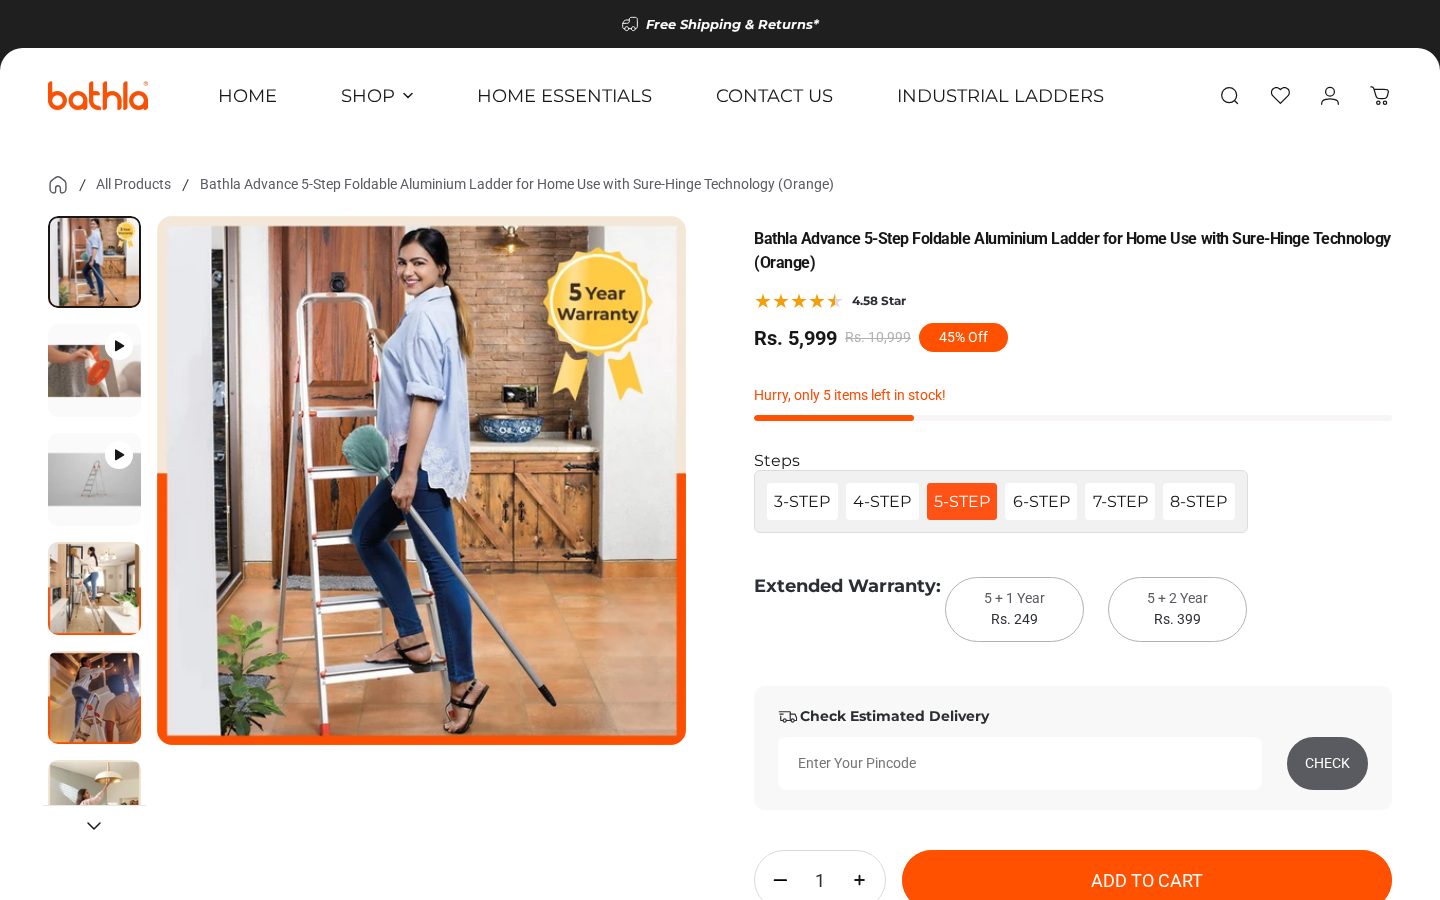 Free Shipping & Returns*
bathla
HOME
SHOP
HOME ESSENTIALS
CONTACT US
INDUSTRIAL LADDERS
/ All Products / Bathla Advance 5-Step Foldable Aluminium Ladder for Home Use with Sure-Hinge Technology (Orange)
5 Year
Warranty
Bathla Advance 5-Step Foldable Aluminium Ladder for Home Use with Sure-Hinge Technology
(Orange)
4.58 Star
Rs. 5,999 Rs. 10,999 45% Off
Hurry, only 5 items left in stock!
Steps
3-STEP 4-STEP 5-STEP 6-STEP 7-STEP 8-STEP
Extended Warranty:
5 + 1 Year
Rs. 249
5 + 2 Year
Rs. 399
Check Estimated Delivery
Enter Your Pincode
CHECK
1
ADD TO CART